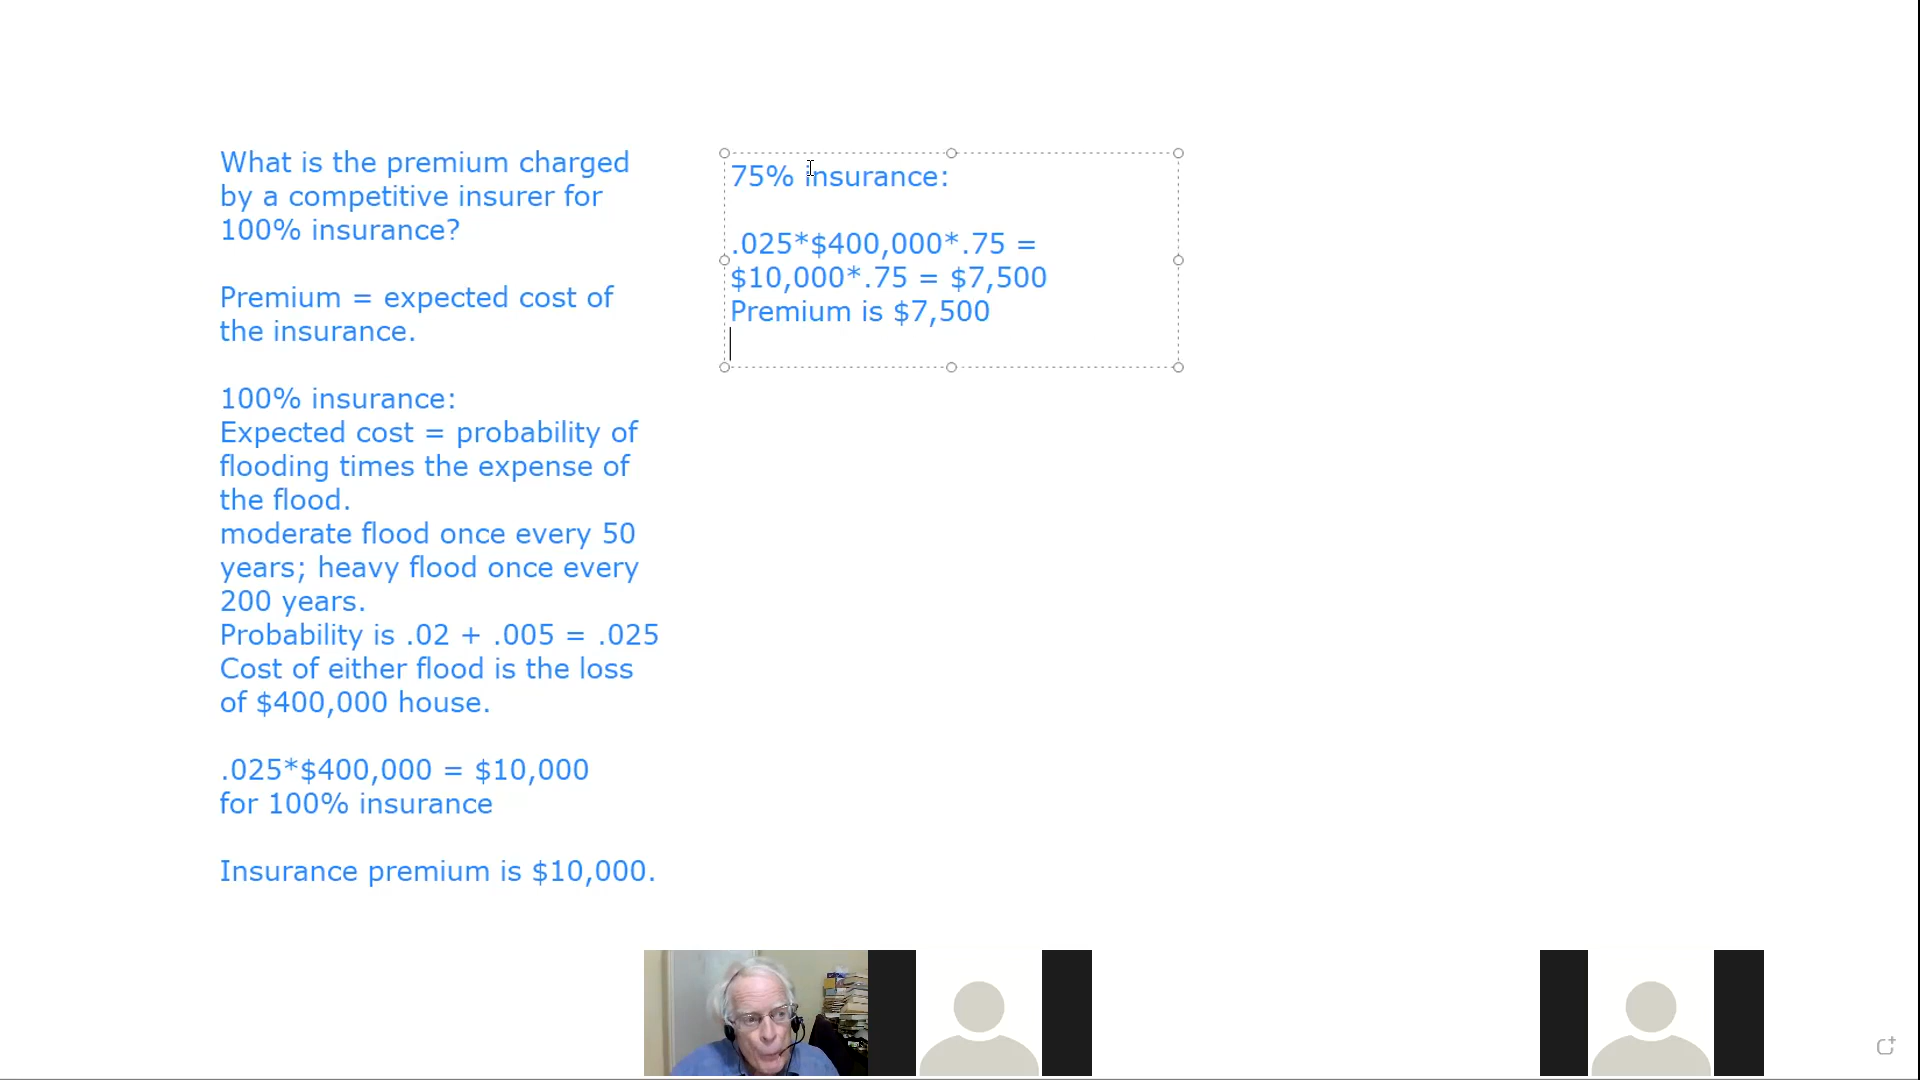 What is the premium charged
by a competitive insurer for
100% insurance?
Premium = expected cost of
the insurance.
100% insurance:
Expected cost = probability of
flooding times the expense of
the flood.
moderate flood once every 50
years; heavy flood once every
200 years.
Probability is .02 + .005 = .025
Cost of either flood is the loss
of $400,000 house.
.025*$400,000 = $10,000
for 100% insurance
Insurance premium is $10,000.
75% insurance:
.025*$400,000*.75 =
$10,000*.75 = $7,500
Premium is $7,500